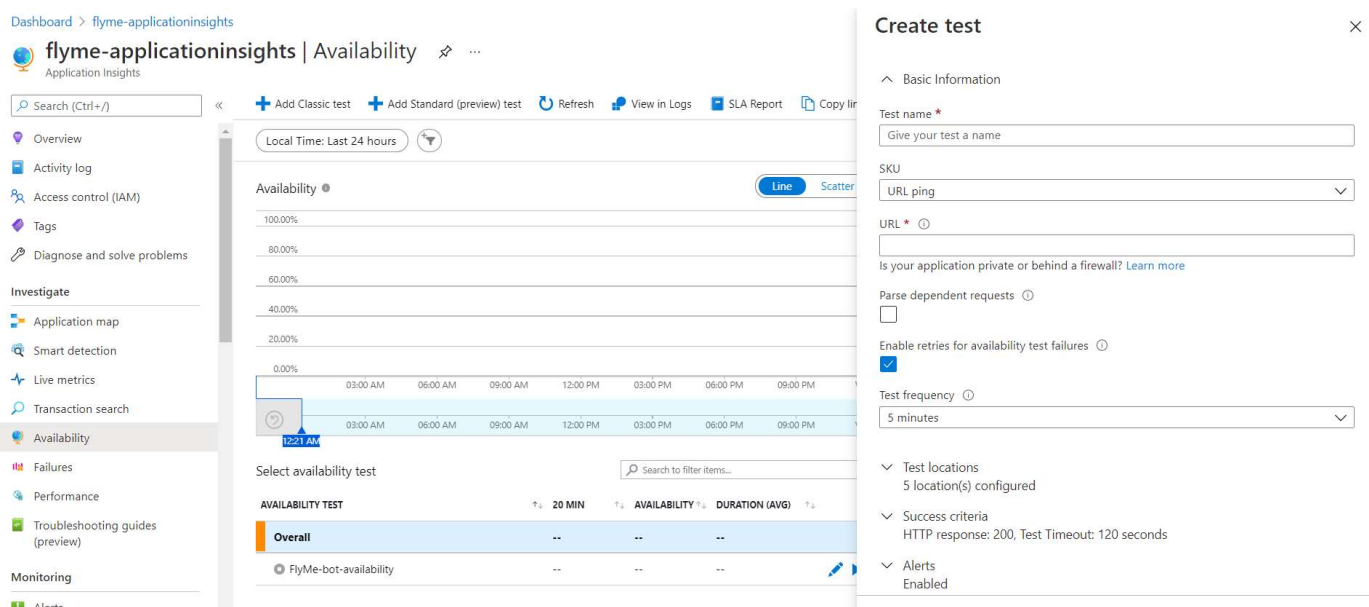 Dashboard > flyme-applicationinsights
flyme-applicationinsights | Availability
Application Insights
Search (Ctrl+/)
Overview
Activity log
Access control (IAM)
Tags
Diagnose and solve problems
Investigate
Application map
Smart detection
Live metrics
Transaction search
Availability
Failures
Performance
Troubleshooting guides
(preview)
Monitoring
Alerts
Add Classic test Add Standard (preview) test Refresh View in Logs SLA Report Copy lin
Local Time: Last 24 hours
Availability
Line Scatter
100.00%
80.00%
60.00%
40.00%
20.00%
0.00%
03:00 AM 06:00 AM 09:00 AM 12:00 PM 03:00 PM 06:00 PM 09:00 PM
03:00 AM 06:00 AM 09:00 AM 12:00 PM 03:00 PM 06:00 PM 09:00 PM
12:21 AM
Select availability test
Search to filter items...
AVAILABILITY TEST 20 MIN AVAILABILITY DURATION (AVG)
Overall -- -- --
FlyMe-bot-availability -- -- --
Create test
Basic Information
Test name *
Give your test a name
SKU
URL ping
URL *
Is your application private or behind a firewall? Learn more
Parse dependent requests
Enable retries for availability test failures
Test frequency
5 minutes
Test locations
5 location(s) configured
Success criteria
HTTP response: 200, Test Timeout: 120 seconds
Alerts
Enabled